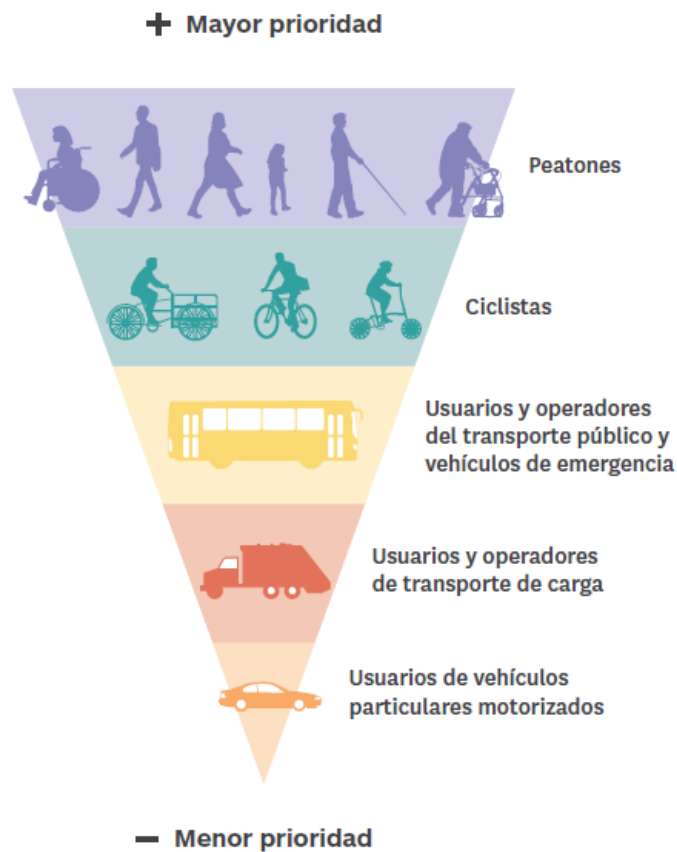 + Mayor prioridad
Peatones
Ciclistas
Usuarios y operadores
del transporte público y
vehículos de emergencia
Usuarios y operadores
de transporte de carga
Usuarios de vehículos
particulares motorizados
− Menor prioridad